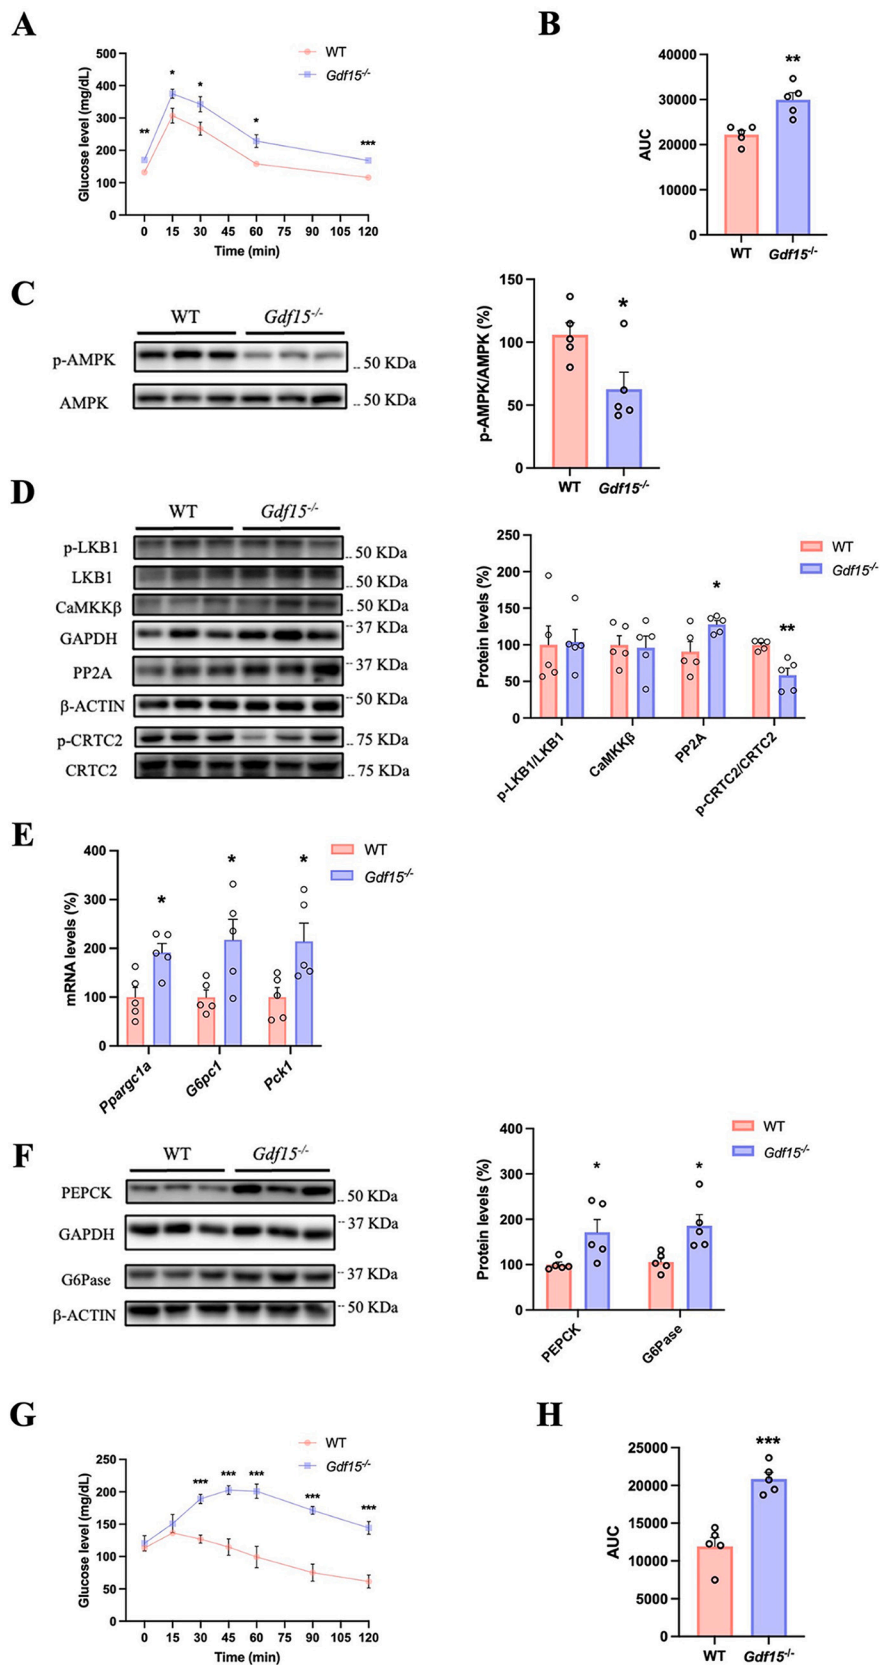 A
WT
Gdf15-/-
Glucose level (mg/dL)
500
400
300
200
100
0
**
*
*
*
***
0 15 30 45 60 75 90 105 120
Time (min)
B
AUC
40000
30000
20000
10000
0
**
WT Gdf15-/-
C
WT Gdf15-/-
p-AMPK
50 KDa
AMPK
50 KDa
p-AMPK/AMPK (%)
150
100
50
0
*
WT Gdf15-/-
D
WT Gdf15-/-
p-LKB1
50 KDa
LKB1
50 KDa
CaMKKβ
50 KDa
GAPDH
37 KDa
PP2A
37 KDa
β-ACTIN
50 KDa
p-CRTC2
75 KDa
CRTC2
75 KDa
Protein levels (%)
250
200
150
100
50
0
*
**
WT
Gdf15-/-
p-LKB1/LKB1
CaMKKβ
PP2A
p-CRTC2/CRTC2
E
mRNA levels (%)
400
300
200
100
0
*
*
*
WT
Gdf15-/-
Ppargc1a
G6pc1
Pck1
F
WT Gdf15-/-
PEPCK
50 KDa
GAPDH
37 KDa
G6Pase
37 KDa
β-ACTIN
50 KDa
Protein levels (%)
400
300
200
100
0
*
*
WT
Gdf15-/-
PEPCK
G6Pase
G
WT
Gdf15-/-
Glucose level (mg/dL)
250
200
150
100
50
0
***
***
***
***
***
0 15 30 45 60 75 90 105 120
Time (min)
H
AUC
25000
20000
15000
10000
5000
0
***
WT Gdf15-/-